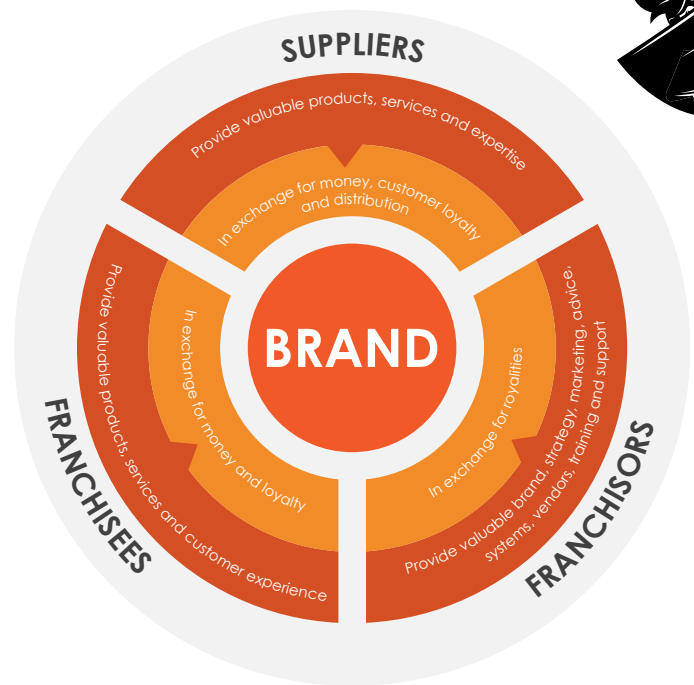 SUPPLIERS
Provide valuable products, services and expertise
In exchange for money, customer loyalty
and distribution
BRAND
FRANCHISEES
Provide valuable products, services and customer experience
In exchange for money and loyalty
FRANCHISORS
Provide valuable brand, strategy, marketing, advice,
systems, vendors, training and support
In exchange for royalities